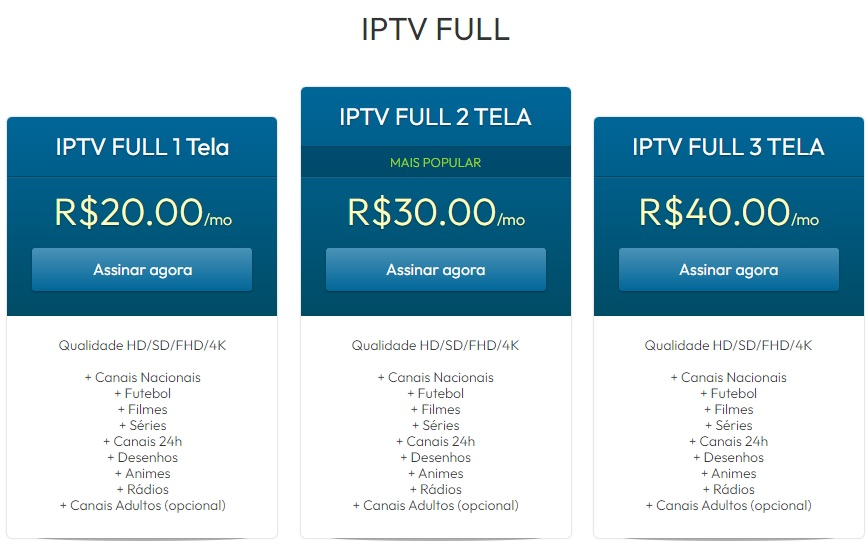 IPTV FULL
IPTV FULL 1 Tela
R$20.00/mo
Assinar agora
Qualidade HD/SD/FHD/4K
+ Canais Nacionais
+ Futebol
+ Filmes
+ Séries
+ Canais 24h
+ Desenhos
+ Animes
+ Rádios
+ Canais Adultos (opcional)
IPTV FULL 2 TELA
MAIS POPULAR
R$30.00/mo
Assinar agora
Qualidade HD/SD/FHD/4K
+ Canais Nacionais
+ Futebol
+ Filmes
+ Séries
+ Canais 24h
+ Desenhos
+ Animes
+ Rádios
+ Canais Adultos (opcional)
IPTV FULL 3 TELA
R$40.00/mo
Assinar agora
Qualidade HD/SD/FHD/4K
+ Canais Nacionais
+ Futebol
+ Filmes
+ Séries
+ Canais 24h
+ Desenhos
+ Animes
+ Rádios
+ Canais Adultos (opcional)